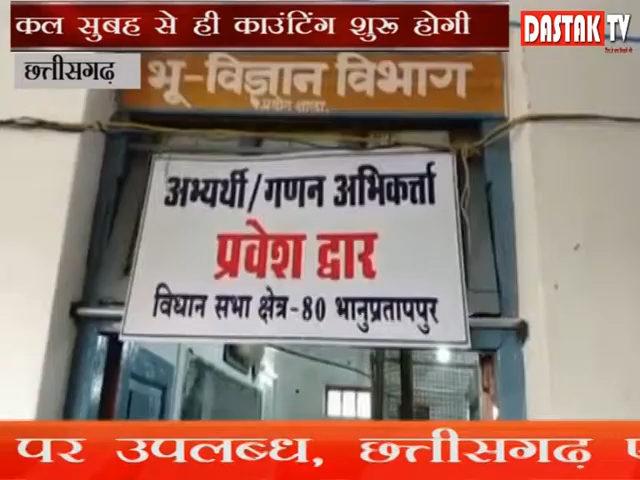 कल सुबह से ही काउंटिंग शुरू होगी
DASTAK TV
छत्तीसगढ़
भू-विज्ञान विभाग
प्रयोग शाला.
अभ्यर्थी/गणन अभिकर्त्ता
प्रवेश द्वार
विधान सभा क्षेत्र-80 भानुप्रतापपुर
पर उपलब्ध, छत्तीसगढ़